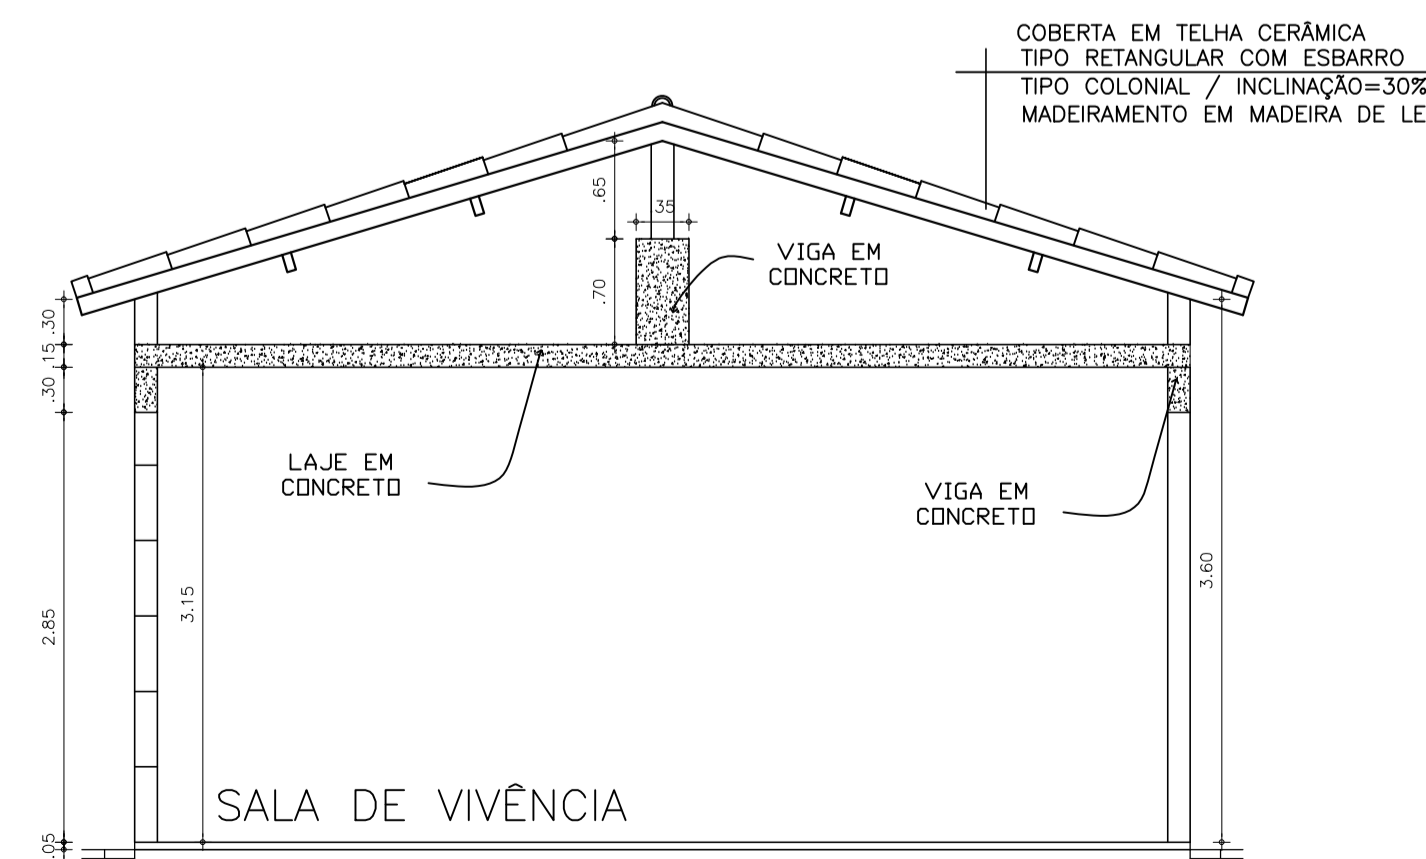 COBERTA EM TELHA CERÂMICA
TIPO RETANGULAR COM ESBARRO
TIPO COLONIAL / INCLINAÇÃO=30%
MADEIRAMENTO EM MADEIRA DE LE
.65
35
VIGA EM
CONCRETO
.70
.30
15
.30
LAJE EM
CONCRETO
VIGA EM
CONCRETO
3.60
3.15
2.85
SALA DE VIVÊNCIA
.05